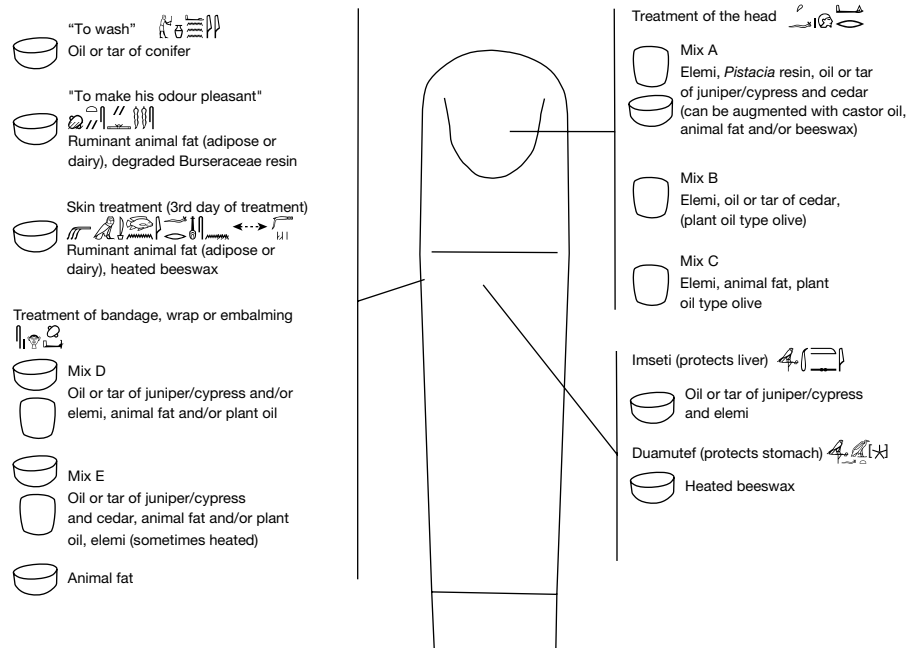 “To wash”
Oil or tar of conifer
"To make his odour pleasant"
Ruminant animal fat (adipose or
dairy), degraded Burseraceae resin
Skin treatment (3rd day of treatment)
Ruminant animal fat (adipose or
dairy), heated beeswax
Treatment of bandage, wrap or embalming
Mix D
Oil or tar of juniper/cypress and/or
elemi, animal fat and/or plant oil
Mix E
Oil or tar of juniper/cypress
and cedar, animal fat and/or plant
oil, elemi (sometimes heated)
Animal fat
Treatment of the head
Mix A
Elemi, Pistacia resin, oil or tar
of juniper/cypress and cedar
(can be augmented with castor oil,
animal fat and/or beeswax)
Mix B
Elemi, oil or tar of cedar,
(plant oil type olive)
Mix C
Elemi, animal fat, plant
oil type olive
Imseti (protects liver)
Oil or tar of juniper/cypress
and elemi
Duamutef (protects stomach)
Heated beeswax